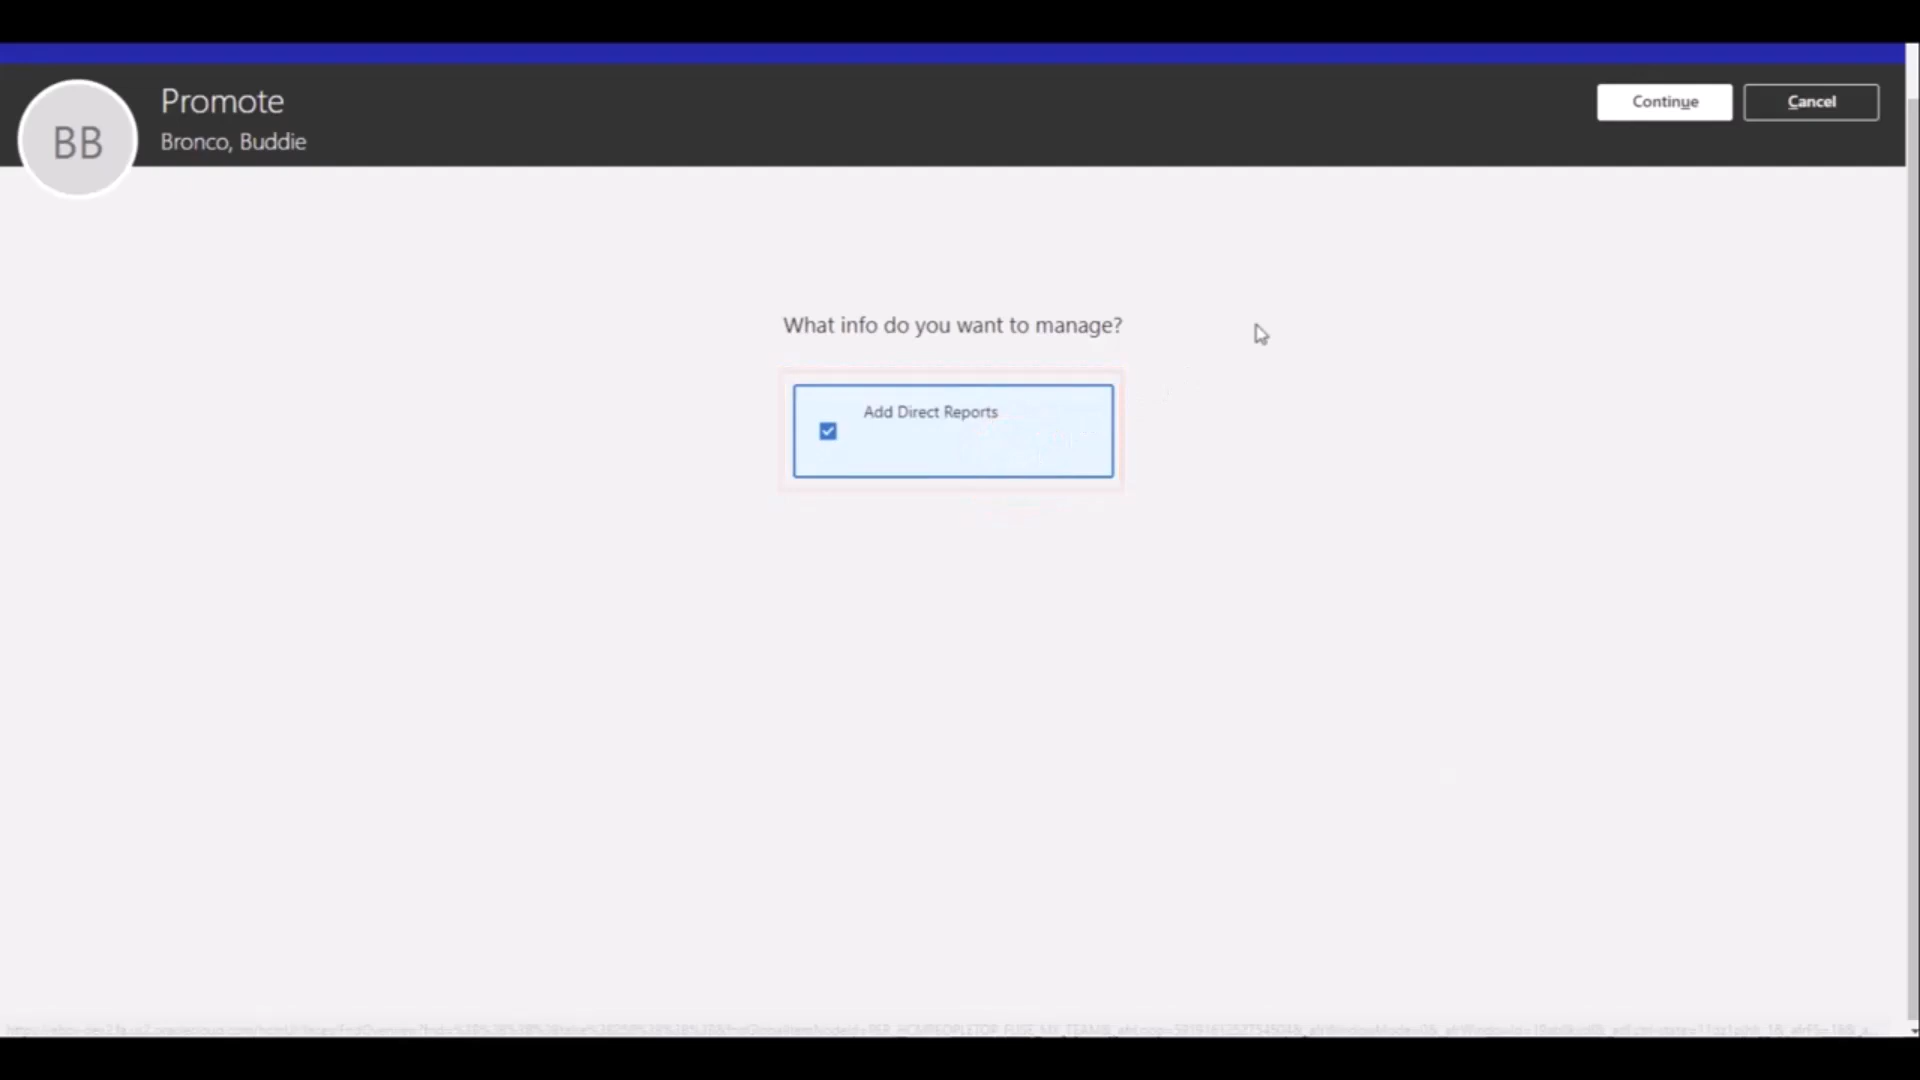 BB
Promote
Bronco, Buddie
Continue
Cancel
What info do you want to manage?
Add Direct Reports